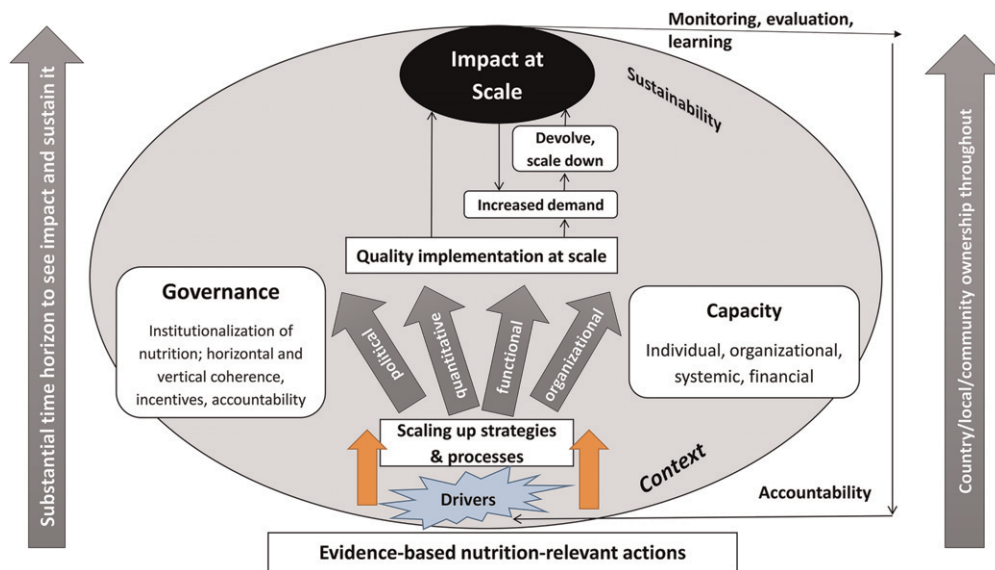 Substantial time horizon to see impact and sustain it
Monitoring, evaluation,
learning
Impact at
Scale
Sustainability
Devolve,
scale down
Increased demand
Quality implementation at scale
Governance
Institutionalization of
nutrition; horizontal and
vertical coherence,
incentives, accountability
political
quantitative
functional
organizational
Capacity
Individual, organizational,
systemic, financial
Scaling up strategies
& processes
Drivers
Context
Accountability
Evidence-based nutrition-relevant actions
Country/local/community ownership throughout